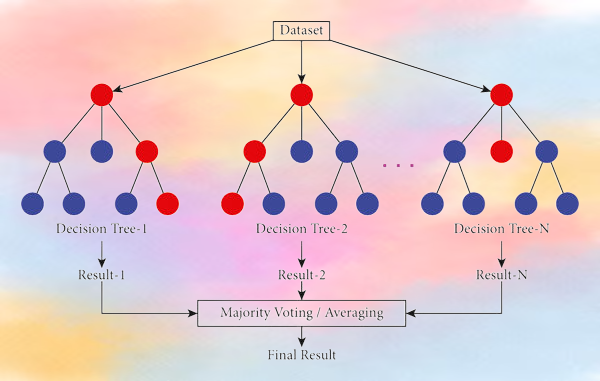 Dataset
Decision Tree-1
Decision Tree-2
Decision Tree-N
Result-1
Result-2
Result-N
Majority Voting / Averaging
Final Result